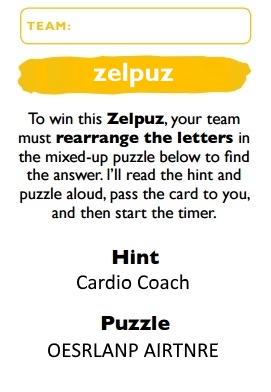 TEAM:
zelpuz
To win this Zelpuz, your team
must rearrange the letters in
the mixed-up puzzle below to find
the answer. I'll read the hint and
puzzle aloud, pass the card to you,
and then start the timer.
Hint
Cardio Coach
Puzzle
OESRLANP AIRTNRE